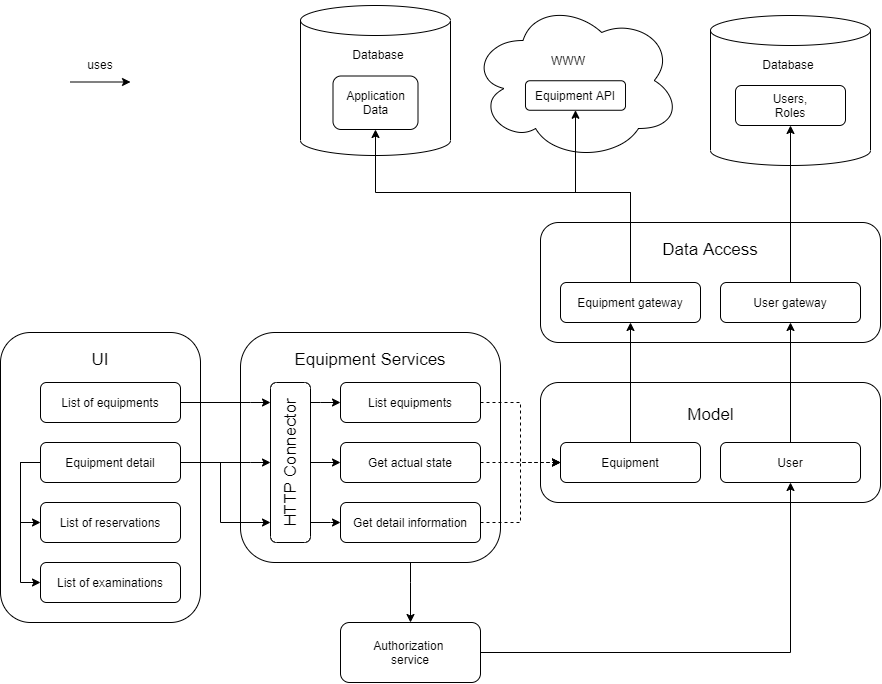 uses
Database
Application
Data
WWW
Equipment API
Database
Users,
Roles
Data Access
Equipment gateway
User gateway
UI
List of equipments
Equipment detail
List of reservations
List of examinations
Equipment Services
HTTP Connector
List equipments
Get actual state
Get detail information
Model
Equipment
User
Authorization
service